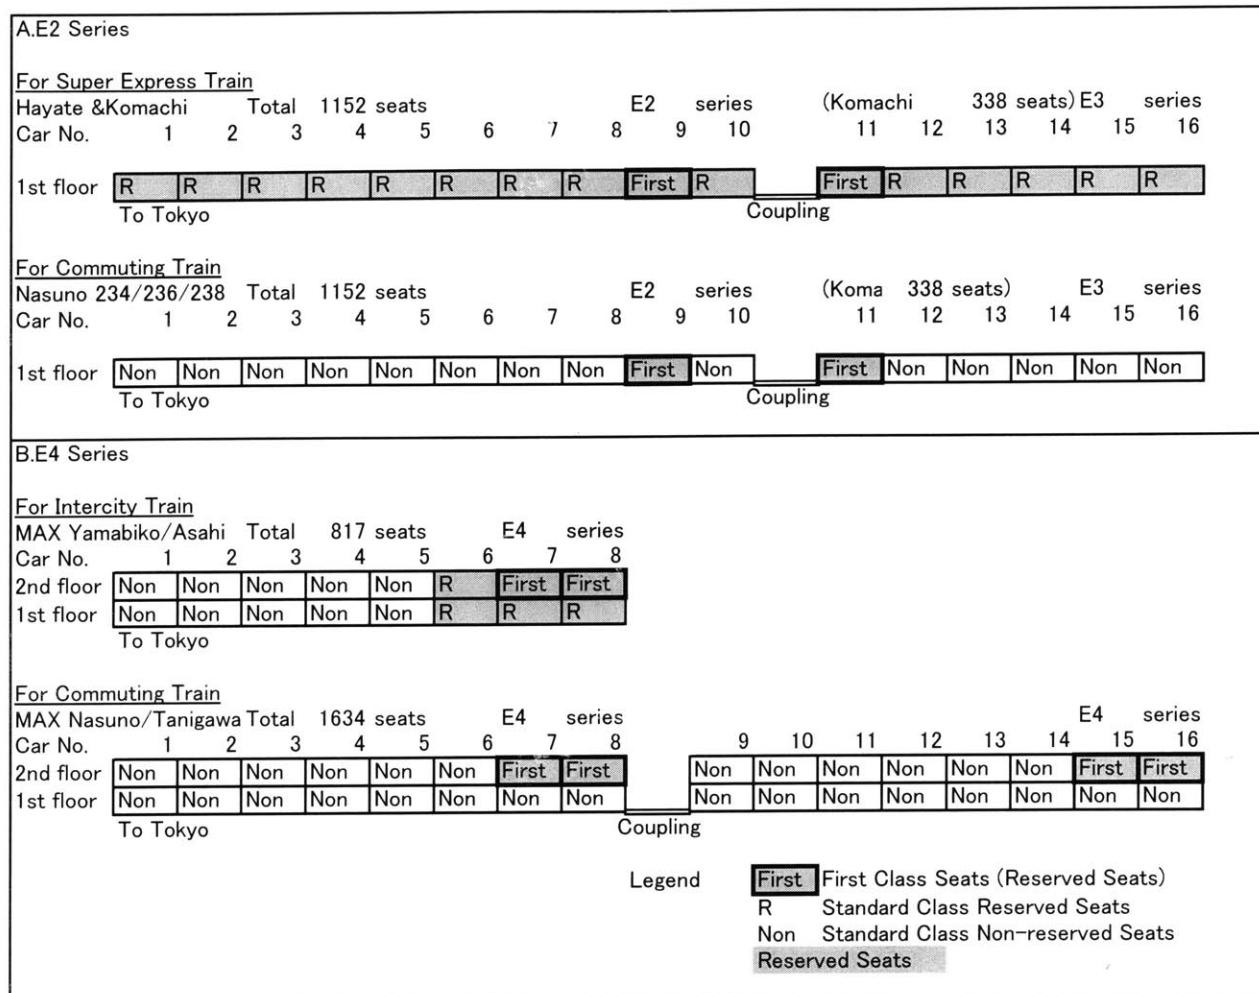 A.E2 Series
For Super Express Train
Hayate &Komachi Total 1152 seats E2 series (Komachi 338 seats) E3 series
Car No. 1 2 3 4 5 6 7 8 9 10 11 12 13 14 15 16
1st floor R R R R R R R R First R First R R R R R
To Tokyo Coupling
For Commuting Train
Nasuno 234/236/238 Total 1152 seats E2 series (Koma 338 seats) E3 series
Car No. 1 2 3 4 5 6 7 8 9 10 11 12 13 14 15 16
1st floor Non Non Non Non Non Non Non Non First Non First Non Non Non Non Non
To Tokyo Coupling
B.E4 Series
For Intercity Train
MAX Yamabiko/Asahi Total 817 seats E4 series
Car No. 1 2 3 4 5 6 7 8
2nd floor Non Non Non Non Non R First First
1st floor Non Non Non Non Non R R R
To Tokyo
For Commuting Train
MAX Nasuno/Tanigawa Total 1634 seats E4 series E4 series
Car No. 1 2 3 4 5 6 7 8 9 10 11 12 13 14 15 16
2nd floor Non Non Non Non Non Non First First Non Non Non Non Non Non First First
1st floor Non Non Non Non Non Non Non Non Non Non Non Non Non Non Non Non
To Tokyo Coupling
Legend First First Class Seats (Reserved Seats)
R Standard Class Reserved Seats
Non Standard Class Non-reserved Seats
Reserved Seats